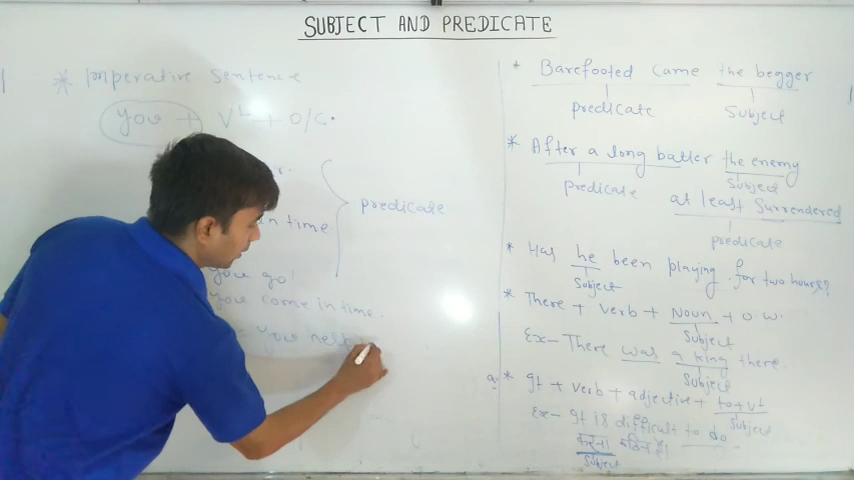 SUBJECT AND PREDICATE
* Imperative Sentence
You + V¹ + O/C.
in time
predicate
you go!
you come in time.
= You
* Barefooted came the begger
predicate
Subject
* After a long batler the enemy
predicate
Subject
at least surrendered
predicate
* Has he been playing for two hours?
Subject
* There + verb + Noun + O.W.
Subject
Ex- There was a king there.
Subject
* It + verb + adjective + to+V¹
Subject
Ex- It is difficult to do
करना कठिन है।
Subject